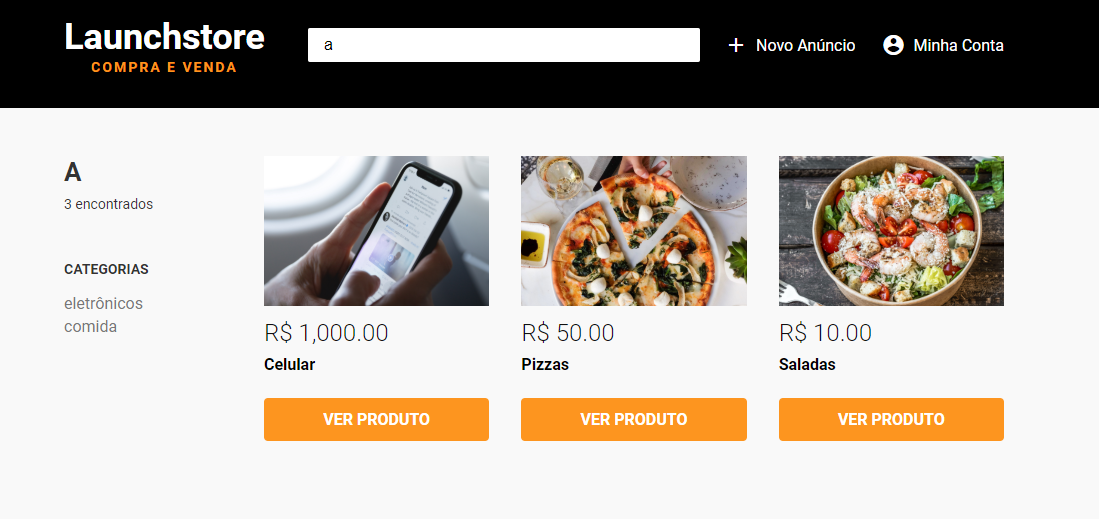 Launchstore
COMPRA E VENDA
a
Novo Anúncio
Minha Conta
A
3 encontrados
CATEGORIAS
eletrônicos
comida
R$ 1,000.00
Celular
VER PRODUTO
R$ 50.00
Pizzas
VER PRODUTO
R$ 10.00
Saladas
VER PRODUTO